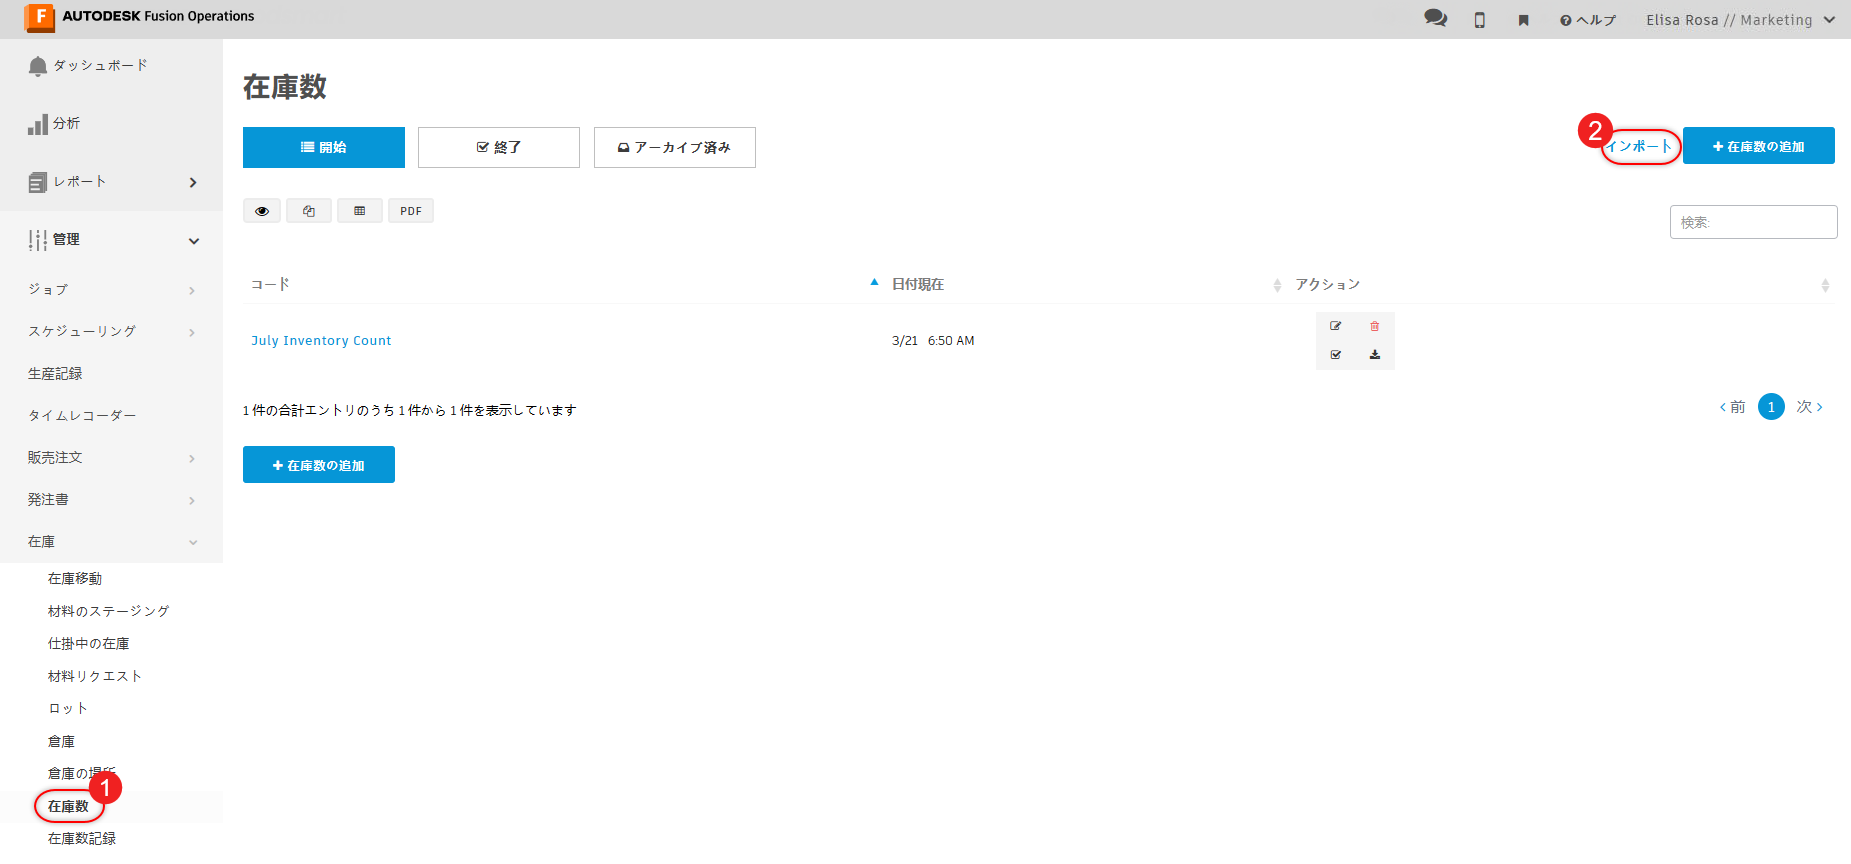 AUTODESK Fusion Operations
ヘルプ
Elisa Rosa // Marketing
ダッシュボード
分析
レポート
管理
ジョブ
スケジューリング
生産記録
タイムレコーダー
販売注文
発注書
在庫
在庫移動
材料のステージング
仕掛中の在庫
材料リクエスト
ロット
倉庫
倉庫の場所
1
在庫数
在庫数記録
在庫数
開始
終了
アーカイブ済み
2
インポート
在庫数の追加
PDF
検索:
コード
日付現在
アクション
July Inventory Count
3/21 6:50 AM
1 件の合計エントリのうち 1 件から 1 件を表示しています
前
1
次
在庫数の追加